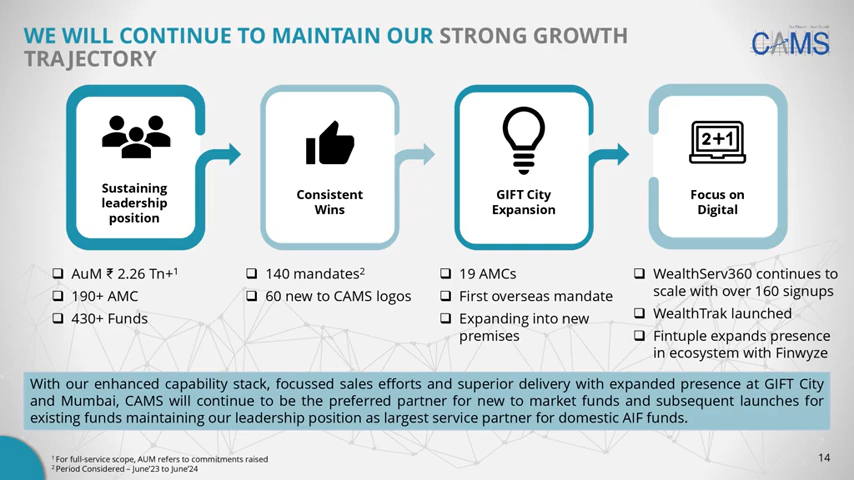 WE WILL CONTINUE TO MAINTAIN OUR STRONG GROWTH
TRAJECTORY
CAMS
Sustaining
leadership
position
Consistent
Wins
2+1
GIFT City
Expansion
Focus on
Digital
❑ AuM ₹ 2.26 Tn+¹
❑ 190+ AMC
❑ 430+ Funds
❑ 140 mandates²
❑ 60 new to CAMS logos
❑ 19 AMCs
❑ First overseas mandate
❑ Expanding into new
premises
❑ WealthServ360 continues to
scale with over 160 signups
❑ WealthTrak launched
❑ Fintuple expands presence
in ecosystem with Finwyze
With our enhanced capability stack, focussed sales efforts and superior delivery with expanded presence at GIFT City
and Mumbai, CAMS will continue to be the preferred partner for new to market funds and subsequent launches for
existing funds maintaining our leadership position as largest service partner for domestic AIF funds.
¹ For full-service scope, AUM refers to commitments raised
² Period Considered – June'23 to June'24
14